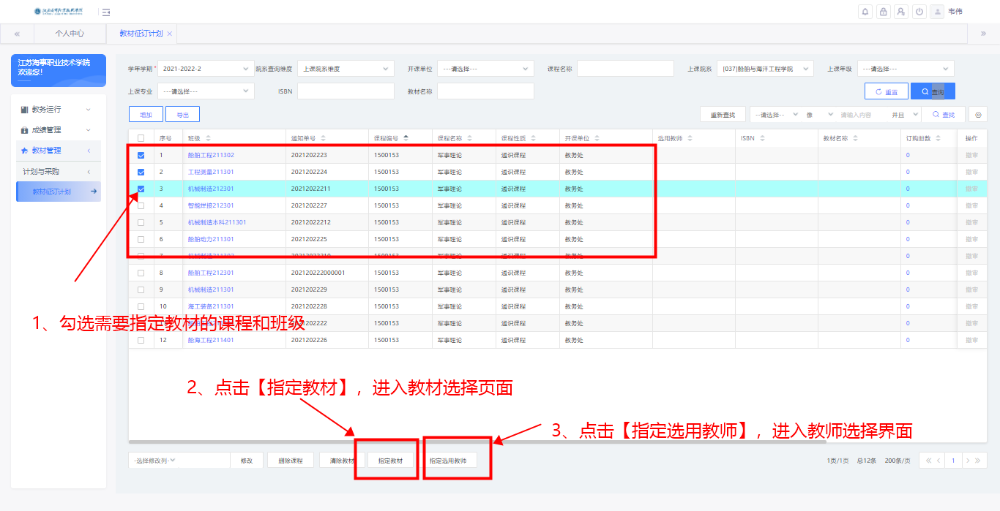 韦伟
个人中心
教材征订计划
江苏海事职业技术学院
欢迎您!
教务运行
成绩管理
教材管理
计划与采购
教材征订计划
学年学期* 2021-2022-2 院系查询维度 上课院系维度 开课单位 ---请选择--- 课程名称 上课院系 [037]船舶与海洋工程学院 上课年级 ---请选择---
上课专业 ---请选择--- ISBN 教材名称 重置 查询
增加 导出 重新查找 --请选择-- 像 请输入内容 并且 查找
序号 班级 通知单号 课程编号 课程名称 课程性质 开课单位 选用教师 ISBN 教材名称 订购册数 操作
1 船舶工程211302 2021202223 1500153 军事理论 通识课程 教务处 0 撤审
2 工程测量211301 2021202224 1500153 军事理论 通识课程 教务处 0 撤审
3 机械制造212301 20212022211 1500153 军事理论 通识课程 教务处 0 撤审
4 智能焊接212301 2021202227 1500153 军事理论 通识课程 教务处 0 撤审
5 机械制造本科211301 20212022212 1500153 军事理论 通识课程 教务处 0 撤审
6 船舶动力211301 2021202225 1500153 军事理论 通识课程 教务处 0 撤审
7 机械制造211302 20212022210 1500153 军事理论 通识课程 教务处 0 撤审
8 船舶工程212301 202120222000001 1500153 军事理论 通识课程 教务处 0 撤审
9 机械制造211301 2021202229 1500153 军事理论 通识课程 教务处 0 撤审
10 海工装备211301 2021202228 1500153 军事理论 通识课程 教务处 0 撤审
1500153 军事理论 通识课程 教务处 0 撤审
1、勾选需要指定教材的课程和班级
12 船海工程211401 2021202226 1500153 军事理论 通识课程 教务处 0 撤审
2、点击【指定教材】，进入教材选择页面
3、点击【指定选用教师】，进入教师选择界面
-选择修改列- 修改 删除课程 清除教材 指定教材 指定选用教师 1页/1页 总12条 200条/页 1